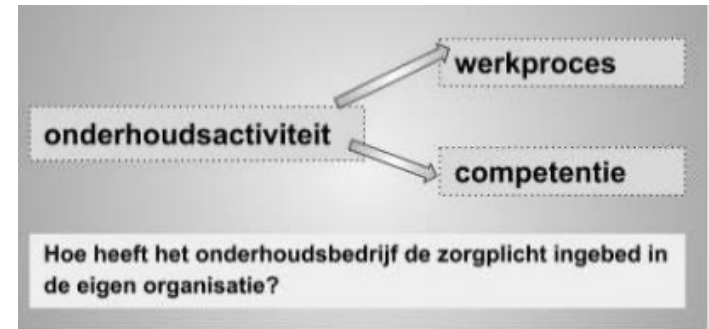 werkproces
onderhoudsactiviteit
competentie
Hoe heeft het onderhoudsbedrijf de zorgplicht ingebed in
de eigen organisatie?